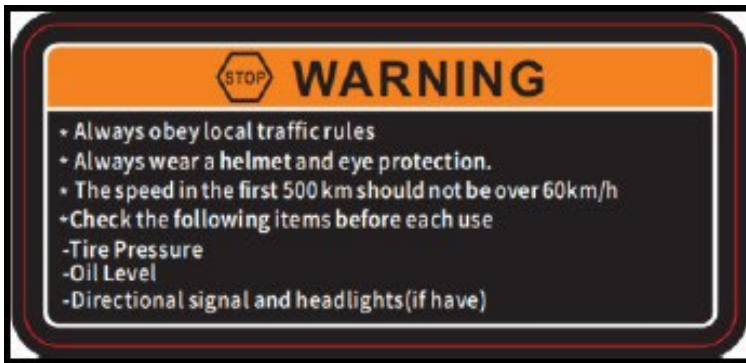 STOP WARNING
* Always obey local traffic rules
* Always wear a helmet and eye protection.
* The speed in the first 500 km should not be over 60km/h
*Check the following items before each use
-Tire Pressure
-Oil Level
-Directional signal and headlights(if have)